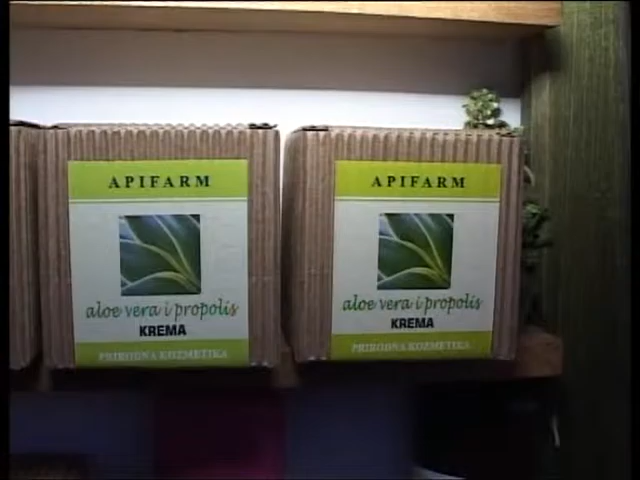 APIFARM
aloe vera i propolis
KREMA
PRIRODNA KOZMETIKA
APIFARM
aloe vera i propolis
KREMA
PRIRODNA KOZMETIKA